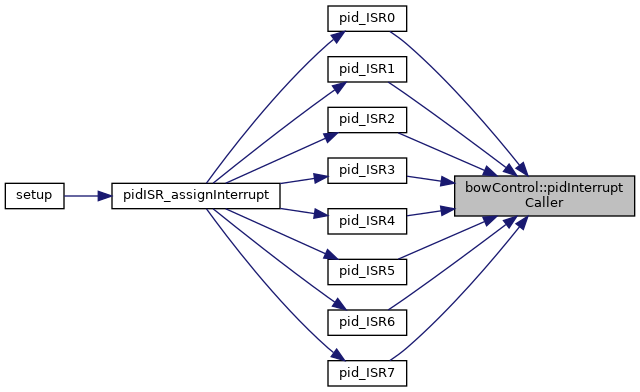 pid_ISR0
pid_ISR1
pid_ISR2
pid_ISR3
setup
pidISR_assignInterrupt
bowControl::pidInterrupt
Caller
pid_ISR4
pid_ISR5
pid_ISR6
pid_ISR7